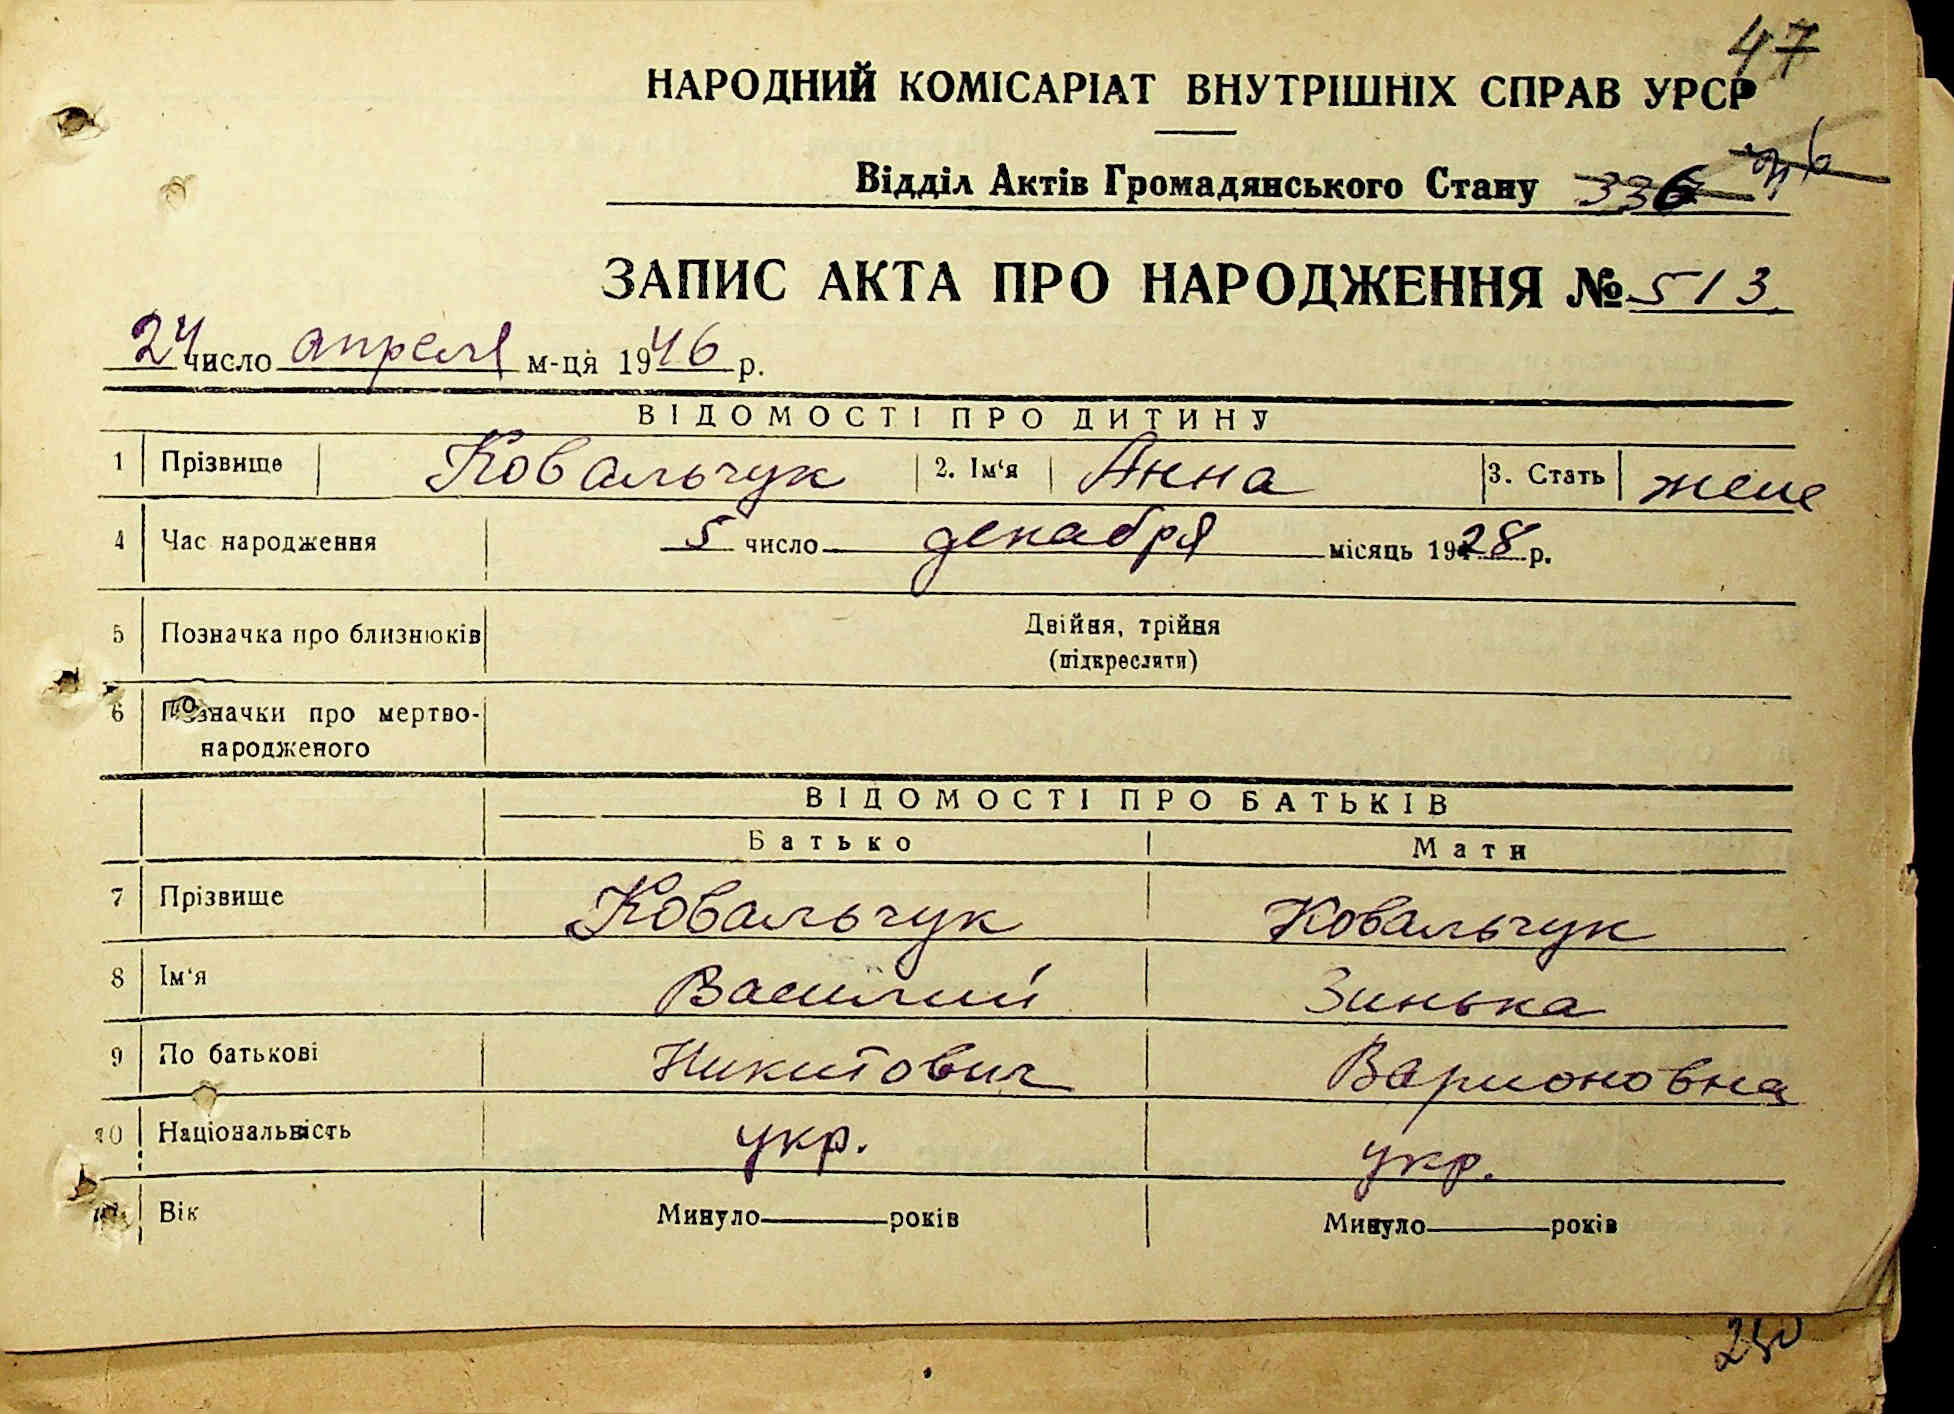 47
НАРОДНИЙ КОМІСАРІАТ ВНУТРІШНІХ СПРАВ УРСР
Відділ Актів Громадянського Стану 336
ЗАПИС АКТА ПРО НАРОДЖЕННЯ № 513
24 число апреля м-ця 1946 р.
ВІДОМОСТІ ПРО ДИТИНУ
1 Прізвище Ковальчук 2. Ім'я Анна 3. Стать жене
4 Час народження 5 число декабря місяць 1928 р.
5 Позначка про близнюків Двійня, трійня
(підкреслити)
6 Позначки про мертво-
народженого
ВІДОМОСТІ ПРО БАТЬКІВ
Батько Мати
7 Прізвище Ковальчук Ковальчук
8 Ім'я Василий Зинька
9 По батькові Никитович Варионовна
10 Національність укр. укр.
Вік Минуло років Минуло років